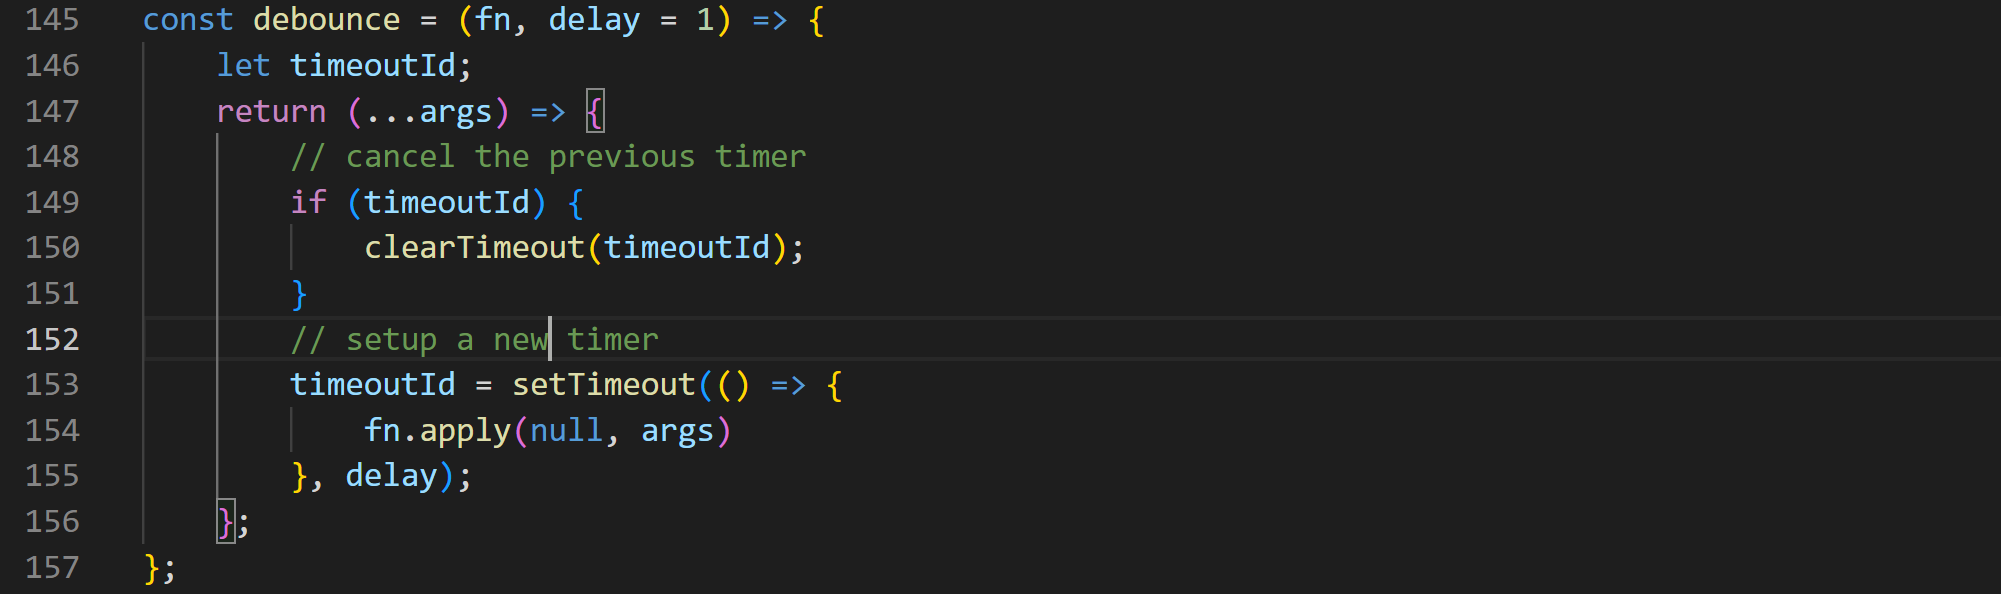 145 const debounce = (fn, delay = 1) => {
146     let timeoutId;
147     return (...args) => {
148         // cancel the previous timer
149         if (timeoutId) {
150             clearTimeout(timeoutId);
151         }
152         // setup a new timer
153         timeoutId = setTimeout(() => {
154             fn.apply(null, args)
155         }, delay);
156     };
157 };